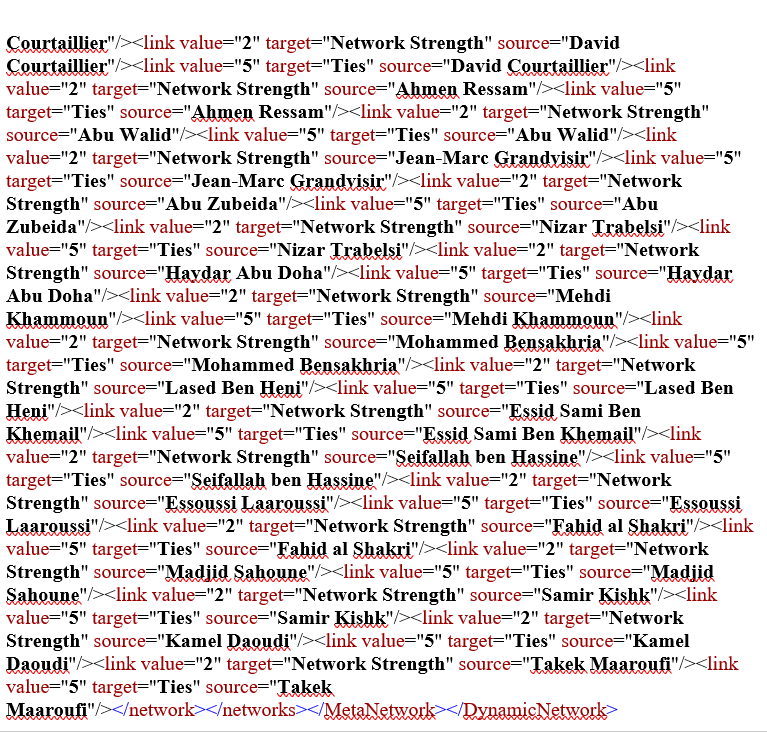 Courtaillier"/><link value="2" target="Network Strength" source="David
Courtaillier"/><link value="5" target="Ties" source="David Courtaillier"/><link
value="2" target="Network Strength" source="Ahmen Ressam"/><link value="5"
target="Ties" source="Ahmen Ressam"/><link value="2" target="Network Strength"
source="Abu Walid"/><link value="5" target="Ties" source="Abu Walid"/><link
value="2" target="Network Strength" source="Jean-Marc Grandvisir"/><link value="5"
target="Ties" source="Jean-Marc Grandvisir"/><link value="2" target="Network
Strength" source="Abu Zubeida"/><link value="5" target="Ties" source="Abu
Zubeida"/><link value="2" target="Network Strength" source="Nizar Trabelsi"/><link
value="5" target="Ties" source="Nizar Trabelsi"/><link value="2" target="Network
Strength" source="Haydar Abu Doha"/><link value="5" target="Ties" source="Haydar
Abu Doha"/><link value="2" target="Network Strength" source="Mehdi
Khammoun"/><link value="5" target="Ties" source="Mehdi Khammoun"/><link
value="2" target="Network Strength" source="Mohammed Bensakhria"/><link value="5"
target="Ties" source="Mohammed Bensakhria"/><link value="2" target="Network
Strength" source="Lased Ben Heni"/><link value="5" target="Ties" source="Lased Ben
Heni"/><link value="2" target="Network Strength" source="Essid Sami Ben
Khemail"/><link value="5" target="Ties" source="Essid Sami Ben Khemail"/><link
value="2" target="Network Strength" source="Seifallah ben Hassine"/><link value="5"
target="Ties" source="Seifallah ben Hassine"/><link value="2" target="Network
Strength" source="Essoussi Laaroussi"/><link value="5" target="Ties" source="Essoussi
Laaroussi"/><link value="2" target="Network Strength" source="Fahid al Shakri"/><link
value="5" target="Ties" source="Fahid al Shakri"/><link value="2" target="Network
Strength" source="Madjid Sahoune"/><link value="5" target="Ties" source="Madjid
Sahoune"/><link value="2" target="Network Strength" source="Samir Kishk"/><link
value="5" target="Ties" source="Samir Kishk"/><link value="2" target="Network
Strength" source="Kamel Daoudi"/><link value="5" target="Ties" source="Kamel
Daoudi"/><link value="2" target="Network Strength" source="Takek Maaroufi"/><link
value="5" target="Ties" source="Takek
Maaroufi"/></network></networks></MetaNetwork></DynamicNetwork>